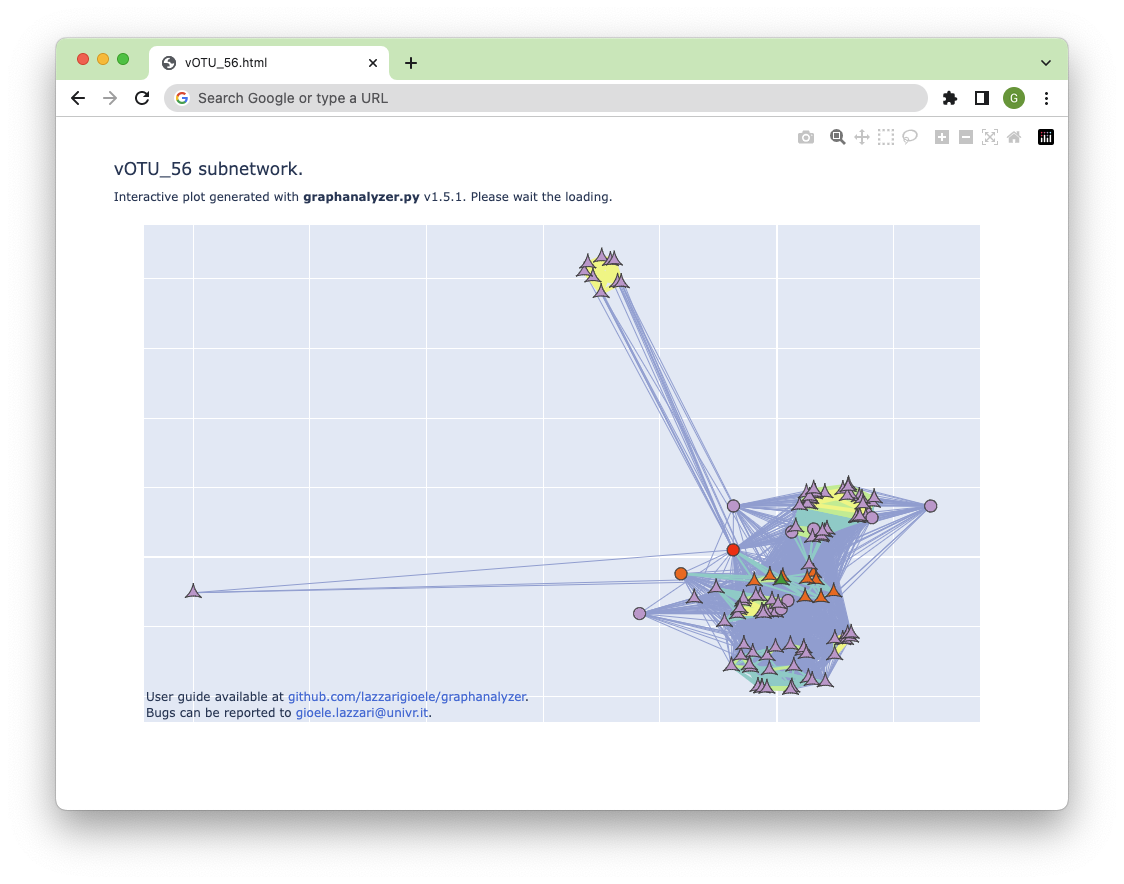 vOTU_56.html
Search Google or type a URL
G
vOTU_56 subnetwork.
Interactive plot generated with graphanalyzer.py v1.5.1. Please wait the loading.
User guide available at github.com/lazzarigioele/graphanalyzer.
Bugs can be reported to gioele.lazzari@univr.it.